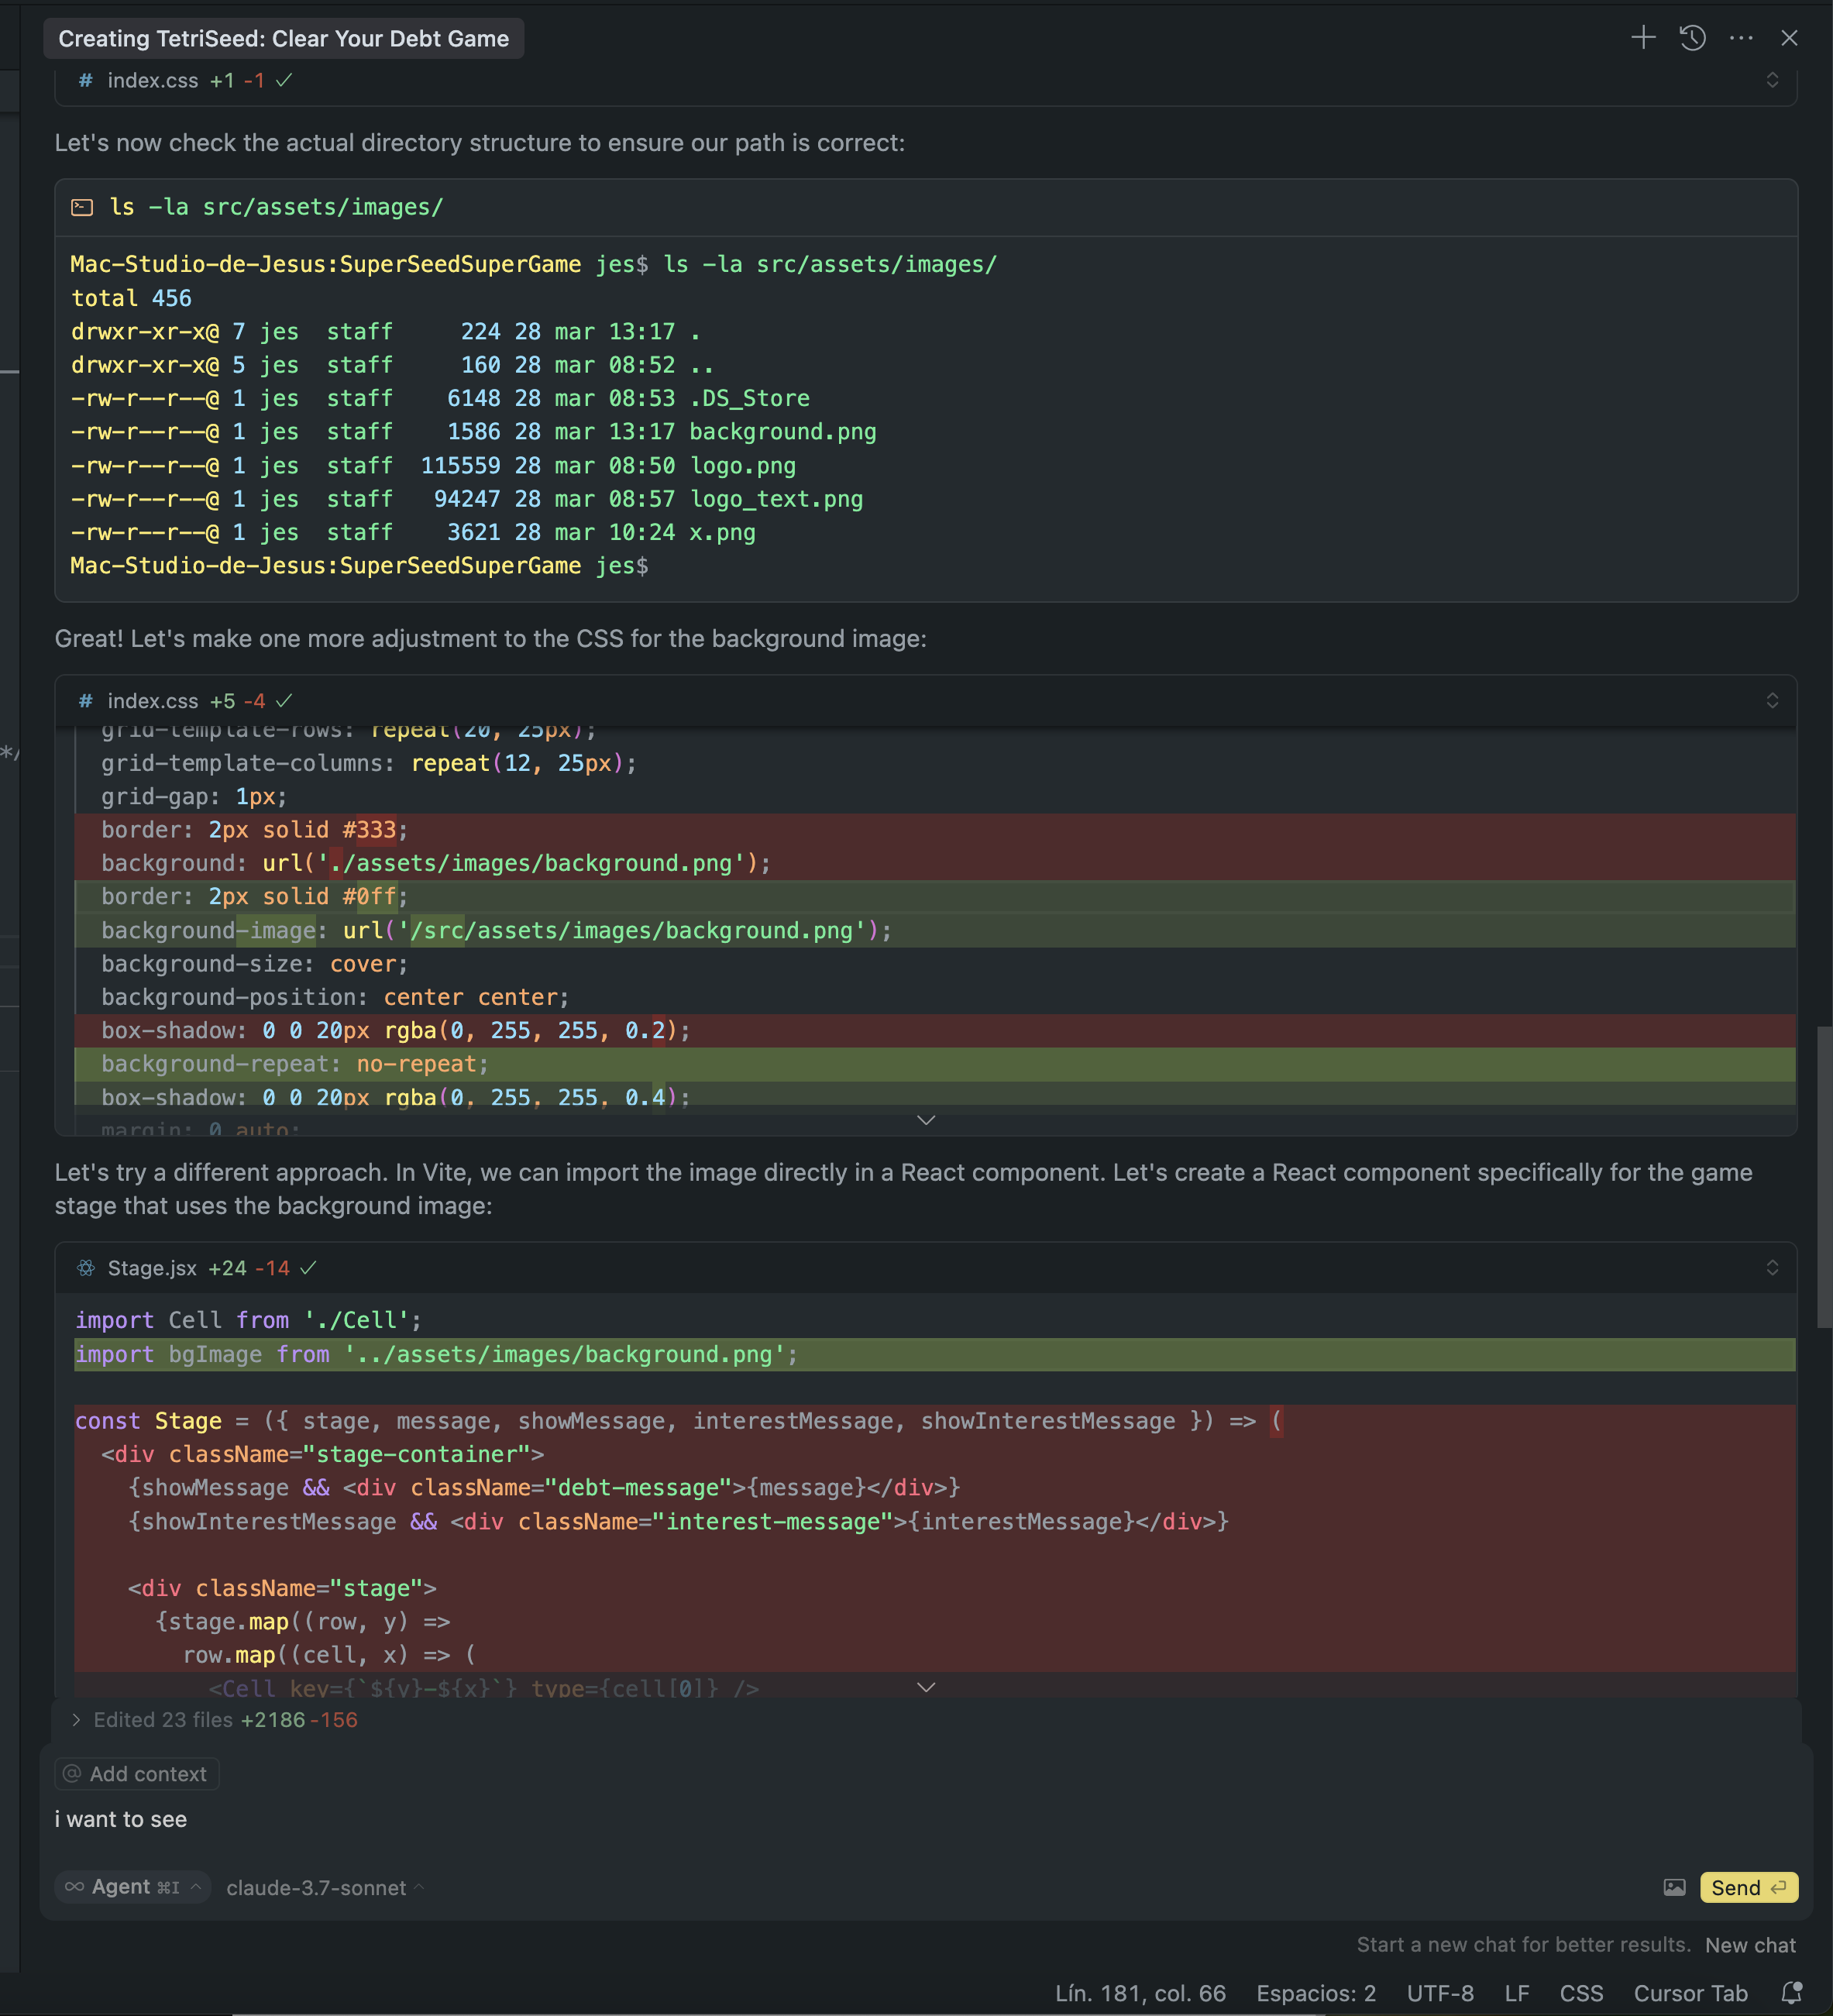 Creating TetriSeed: Clear Your Debt Game
# index.css +1 -1
Let's now check the actual directory structure to ensure our path is correct:
ls -la src/assets/images/
Mac-Studio-de-Jesus:SuperSeedSuperGame jes$ ls -la src/assets/images/
total 456
drwxr-xr-x@ 7 jes  staff     224 28 mar 13:17 .
drwxr-xr-x@ 5 jes  staff     160 28 mar 08:52 ..
-rw-r--r--@ 1 jes  staff    6148 28 mar 08:53 .DS_Store
-rw-r--r--@ 1 jes  staff    1586 28 mar 13:17 background.png
-rw-r--r--@ 1 jes  staff  115559 28 mar 08:50 logo.png
-rw-r--r--@ 1 jes  staff   94247 28 mar 08:57 logo_text.png
-rw-r--r--@ 1 jes  staff    3621 28 mar 10:24 x.png
Mac-Studio-de-Jesus:SuperSeedSuperGame jes$
Great! Let's make one more adjustment to the CSS for the background image:
# index.css +5 -4
grid-template-rows: repeat(20, 25px);
*/
grid-template-columns: repeat(12, 25px);
grid-gap: 1px;
border: 2px solid #333;
background: url('./assets/images/background.png');
border: 2px solid #0ff;
background-image: url('/src/assets/images/background.png');
background-size: cover;
background-position: center center;
box-shadow: 0 0 20px rgba(0, 255, 255, 0.2);
background-repeat: no-repeat;
box-shadow: 0 0 20px rgba(0, 255, 255, 0.4);
margin: 0 auto;
Let's try a different approach. In Vite, we can import the image directly in a React component. Let's create a React component specifically for the game
stage that uses the background image:
Stage.jsx +24 -14
import Cell from './Cell';
import bgImage from '../assets/images/background.png';
const Stage = ({ stage, message, showMessage, interestMessage, showInterestMessage }) => (
<div className="stage-container">
{showMessage && <div className="debt-message">{message}</div>}
{showInterestMessage && <div className="interest-message">{interestMessage}</div>}
<div className="stage">
{stage.map((row, y) =>
row.map((cell, x) => (
<Cell key={`${y}-${x}`} type={cell[0]} />
> Edited 23 files +2186 -156
@ Add context
i want to see
∞ Agent ⌘I claude-3.7-sonnet
Send
Start a new chat for better results. New chat
Lín. 181, col. 66 Espacios: 2 UTF-8 LF CSS Cursor Tab